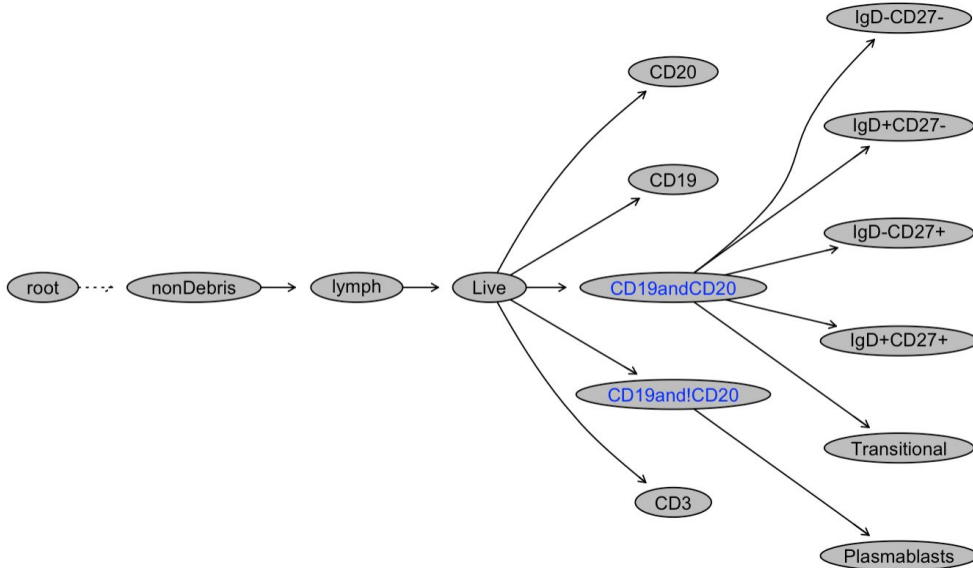 IgD-CD27-
CD20
IgD+CD27-
CD19
IgD-CD27+
root
nonDebris
lymph
Live
CD19andCD20
IgD+CD27+
CD19and!CD20
Transitional
CD3
Plasmablasts